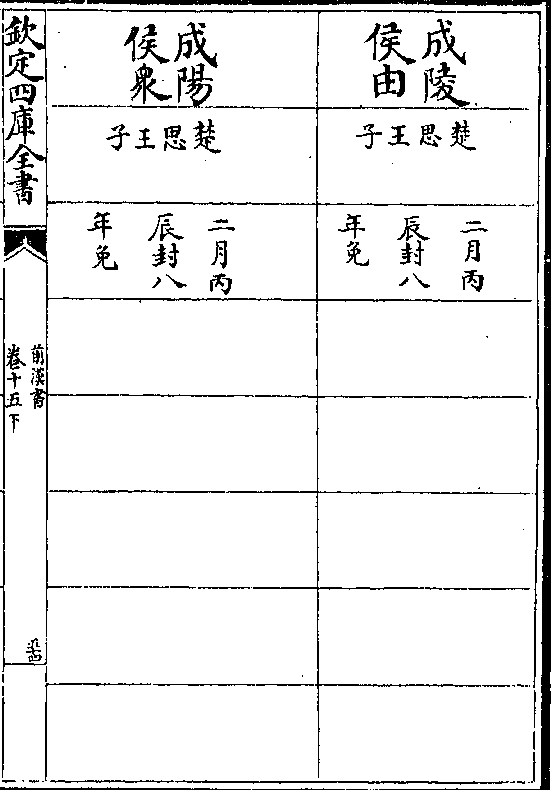 成陵
侯由
楚思王子
二月丙
辰封八
年免
成陽
侯衆
楚思王子
二月丙
辰封八
年免
欽定四庫全書
前漢書
卷十五下